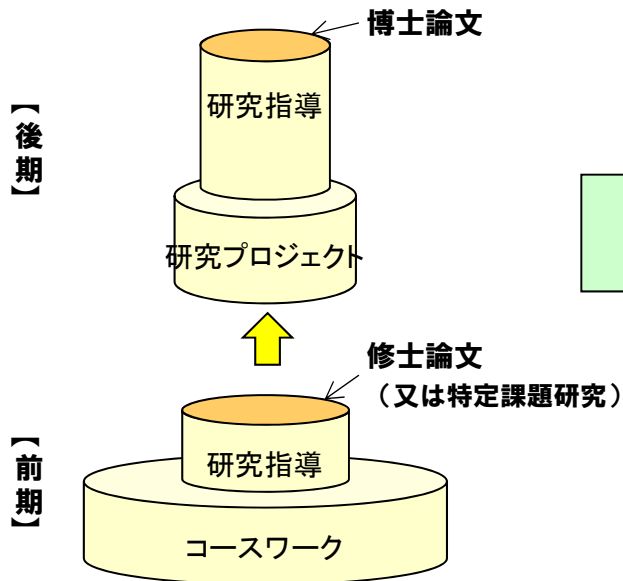 博士論文
研究指導
【後期】
研究プロジェクト
修士論文
（又は特定課題研究）
研究指導
【前期】
コースワーク